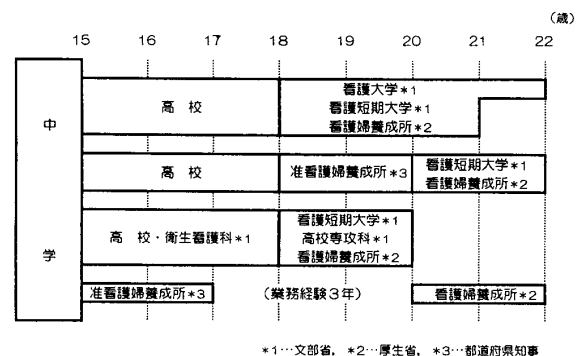 (歳)
15 16 17 18 19 20 21 22
中
学
高校
看護大学*1
看護短期大学*1
看護婦養成所*2
高校
准看護婦養成所*3
看護短期大学*1
看護婦養成所*2
高校・衛生看護科*1
看護短期大学*1
高校専攻科*1
看護婦養成所*2
准看護婦養成所*3
(業務経験3年)
看護婦養成所*2
*1…文部省, *2…厚生省, *3…都道府県知事